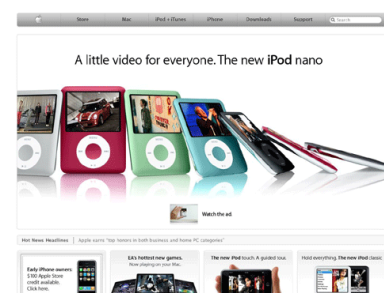 Store Mac iPod + iTunes iPhone Downloads Support Search
A little video for everyone. The new iPod nano
Watch the ad
Hot News Headlines Apple earns "top honors in both business and home PC categories"
Early iPhone owners:
$100 Apple Store
credit available.
Click here.
EA's hottest new games.
Now playing on your Mac.
The new iPod touch. A guided tour.
Hold everything. The new iPod classic